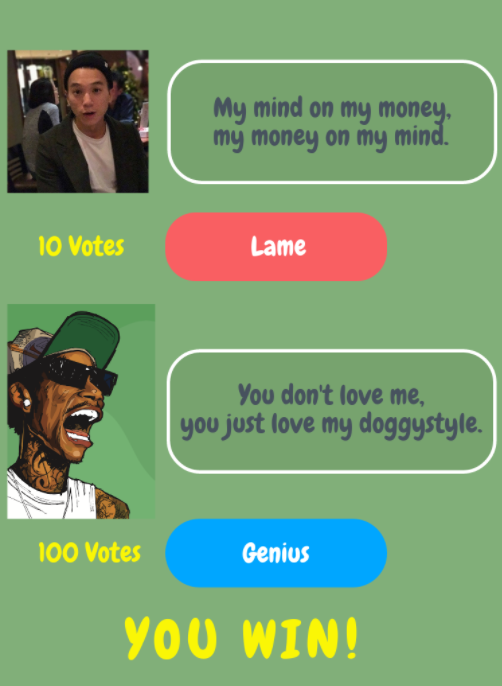 My mind on my money,
my money on my mind.
10 Votes
Lame
You don't love me,
you just love my doggystyle.
100 Votes
Genius
YOU WIN!